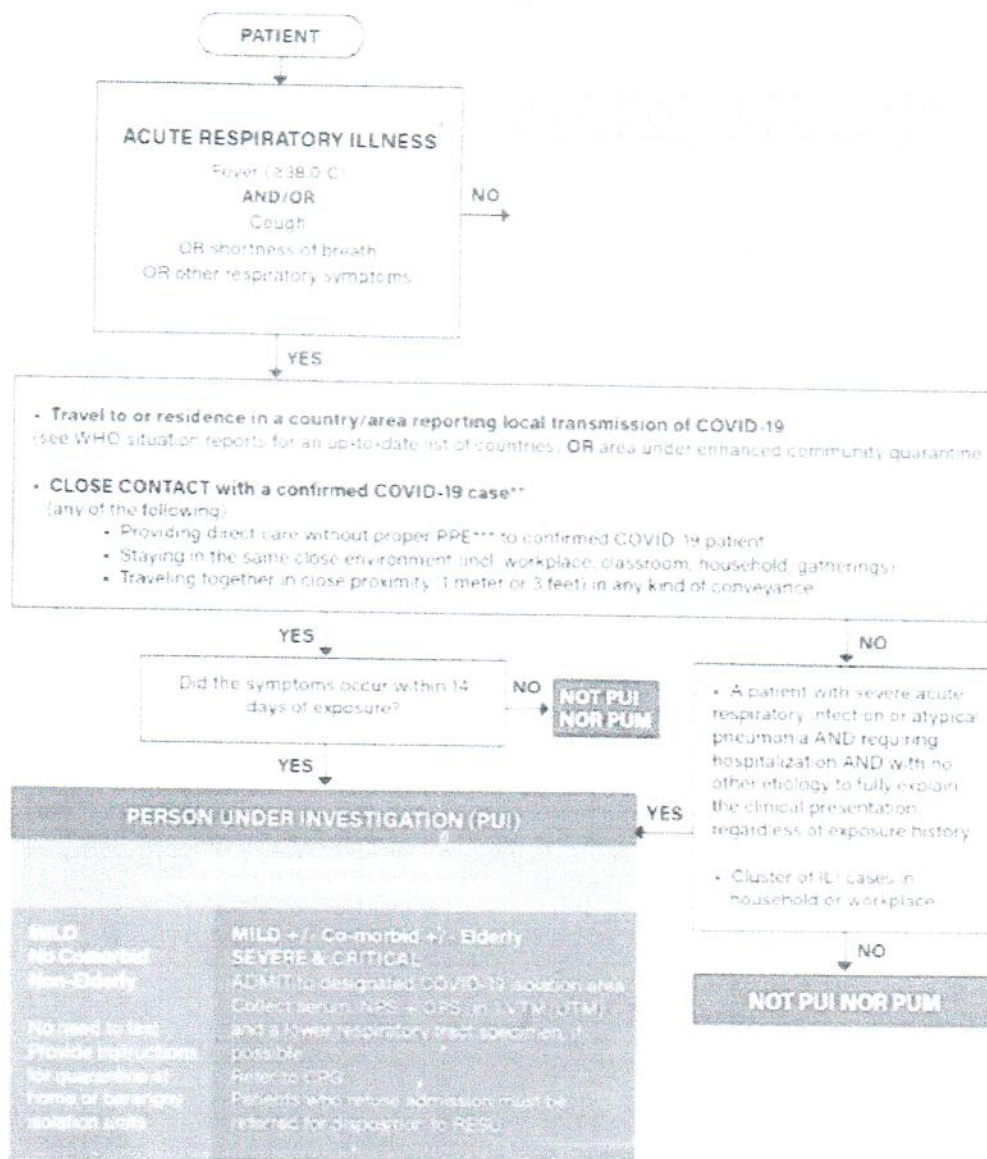 PATIENT
ACUTE RESPIRATORY ILLNESS
Fever (≥38.0°C)
AND/OR
Cough
OR shortness of breath
OR other respiratory symptoms
NO
YES
• Travel to or residence in a country/area reporting local transmission of COVID-19
(see WHO situation reports for an up-to-date list of countries, OR area under enhanced community quarantine
• CLOSE CONTACT with a confirmed COVID-19 case**
(any of the following)
• Providing direct care without proper PPE*** to confirmed COVID-19 patient
• Staying in the same close environment (incl. workplace, classroom, household, gatherings)
• Traveling together in close proximity (1 meter or 3 feet) in any kind of conveyance
YES
NO
Did the symptoms occur within 14
days of exposure?
NO
NOT PUI
NOR PUM
• A patient with severe acute
respiratory infection or atypical
pneumonia AND requiring
hospitalization AND with no
other etiology to fully explain
the clinical presentation
regardless of exposure history
• Cluster of ILI cases in
household or workplace
YES
YES
PERSON UNDER INVESTIGATION (PUI)
MILD
No Comorbid
Non-Elderly
No need to test
Provide instructions
for quarantine at
home or barangay
isolation units
MILD +/- Co-morbid +/- Elderly
SEVERE & CRITICAL
ADMIT to designated COVID-19 isolation area
Collect serum, NPS + OPS in VTM/UTM
and a lower respiratory tract specimen, if
possible
Refer to CPG
Patients who refuse admission must be
referred for disposition to RESU
NO
NOT PUI NOR PUM